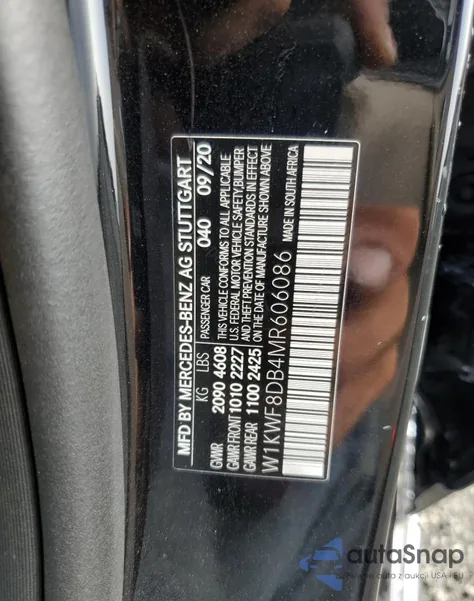 MFD BY MERCEDES-BENZ AG STUTTGART
PASSENGER CAR 040 09/20
KG LBS
GVWR 2090 4608
GAWR FRONT 1010 2227
GAWR REAR 1100 2425
THIS VEHICLE CONFORMS TO ALL APPLICABLE
U.S. FEDERAL MOTOR VEHICLE SAFETY, BUMPER
AND THEFT PREVENTION STANDARDS IN EFFECT
ON THE DATE OF MANUFACTURE SHOWN ABOVE
W1KWF8DB4MR606086 MADE IN SOUTH AFRICA
autoSnap